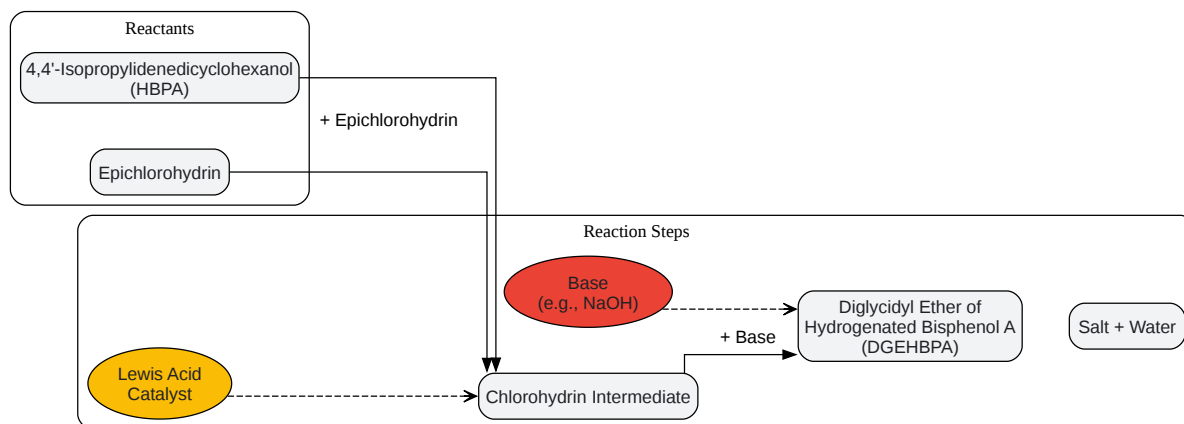 Reactants
4,4'-Isopropylidenedicyclohexanol
(HBPA)
+ Epichlorohydrin
Epichlorohydrin
Reaction Steps
Base
(e.g., NaOH)
Diglycidyl Ether of
Hydrogenated Bisphenol A
(DGEHBPA)
Salt + Water
+ Base
Lewis Acid
Catalyst
Chlorohydrin Intermediate